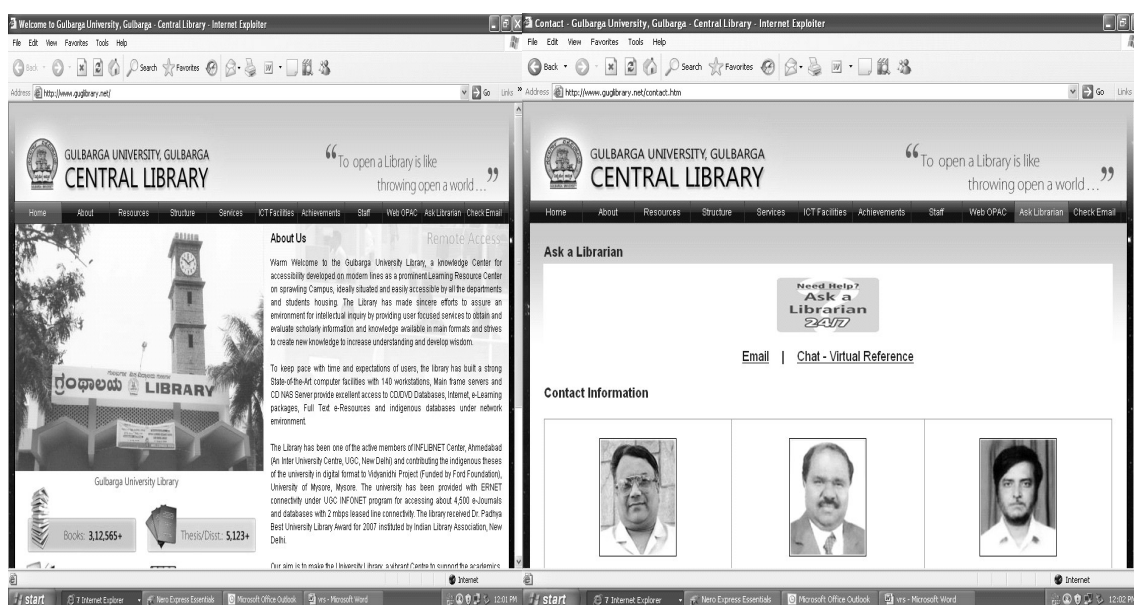 Welcome to Gulbarga University, Gulbarga - Central Library - Internet Exploiter
File Edit View Favorites Tools Help
Back Search Favorites
Address http://www.guglibrary.net/ Go Links
GULBARGA UNIVERSITY, GULBARGA
CENTRAL LIBRARY
“To open a Library is like
throwing open a world...”
Home About Resources Structure Services ICT Facilities Achievements Staff Web OPAC Ask Librarian Check Email
ಗ್ರಂಥಾಲಯ LIBRARY
Gulbarga University Library
Books: 3,12,565+ Thesis/Disst.: 5,123+
About Us Remote Access
Warm Welcome to the Gulbarga University Library, a knowledge Center for
accessibility developed on modern lines as a prominent Learning Resource Center
on sprawling Campus, ideally situated and easily accessible by all the departments
and students housing. The Library has made sincere efforts to assure an
environment for intellectual inquiry by providing user focused services to obtain and
evaluate scholarly information and knowledge available in main formats and strives
to create new knowledge to increase understanding and develop wisdom.
To keep pace with time and expectations of users, the library has built a strong
State-of-the-Art computer facilities with 140 workstations, Main frame servers and
CD NAS Server provide excellent access to CD/DVD Databases, Internet, e-Learning
packages, Full Text e-Resources and indigenous databases under network
environment.
The Library has been one of the active members of INFLIBNET Center, Ahmedabad
(An Inter University Centre, UGC, New Delhi) and contributing the indigenous theses
of the university in digital format to Vidyanidhi Project (Funded by Ford Foundation),
University of Mysore, Mysore. The university has been provided with ERNET
connectivity under UGC INFONET program for accessing about 4,500 e-Journals
and databases with 2 mbps leased line connectivity. The library received Dr. Padhya
Best University Library Award for 2007 instituted by Indian Library Association, New
Delhi.
Our aim is to make the University Library a vibrant Centre to support the academics,
Internet
start 7 Internet Explorer Nero Express Essentials Microsoft Office Outlook vrs - Microsoft Word 12:01 PM
Contact - Gulbarga University, Gulbarga - Central Library - Internet Exploiter
File Edit View Favorites Tools Help
Back Search Favorites
Address http://www.guglibrary.net/contact.htm Go Links
GULBARGA UNIVERSITY, GULBARGA
CENTRAL LIBRARY
“To open a Library is like
throwing open a world...”
Home About Resources Structure Services ICT Facilities Achievements Staff Web OPAC Ask Librarian Check Email
Ask a Librarian
Need Help?
Ask a
Librarian
24/7
Email | Chat - Virtual Reference
Contact Information
Internet
start 7 Internet Explorer Nero Express Essentials Microsoft Office Outlook vrs - Microsoft Word 12:02 PM